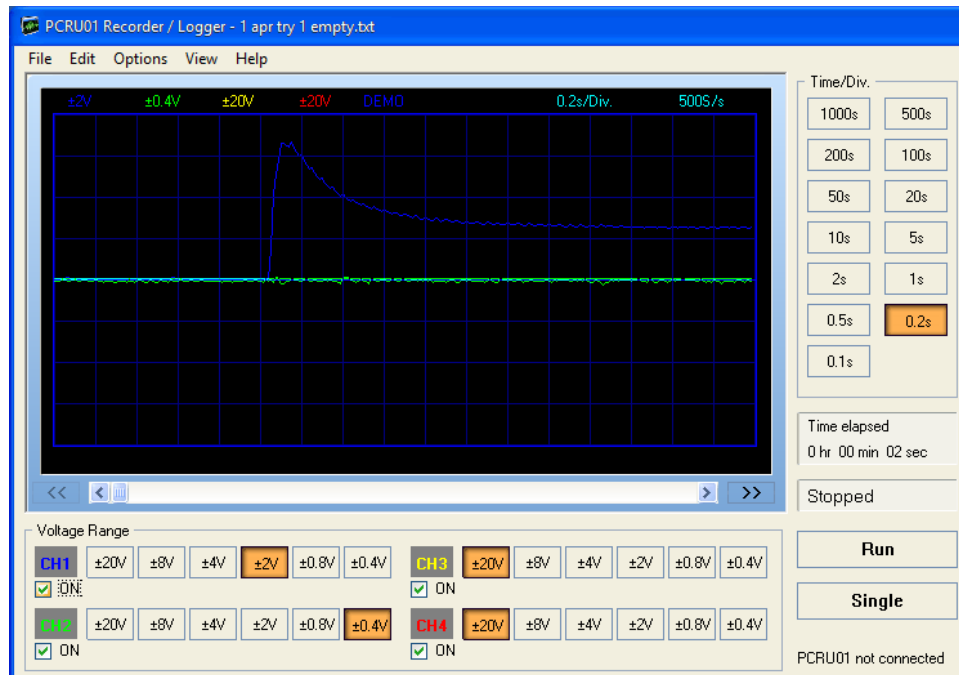 PCRU01 Recorder / Logger - 1 apr try 1 empty.txt
File Edit Options View Help
±2V ±0.4V ±20V ±20V DEMO 0.2s/Div. 500S/s
Time/Div.
1000s 500s
200s 100s
50s 20s
10s 5s
2s 1s
0.5s 0.2s
0.1s
Time elapsed
0 hr 00 min 02 sec
<< >>
Stopped
Voltage Range
CH1 ±20V ±8V ±4V ±2V ±0.8V ±0.4V
ON
CH2 ±20V ±8V ±4V ±2V ±0.8V ±0.4V
ON
CH3 ±20V ±8V ±4V ±2V ±0.8V ±0.4V
ON
CH4 ±20V ±8V ±4V ±2V ±0.8V ±0.4V
ON
Run
Single
PCRU01 not connected